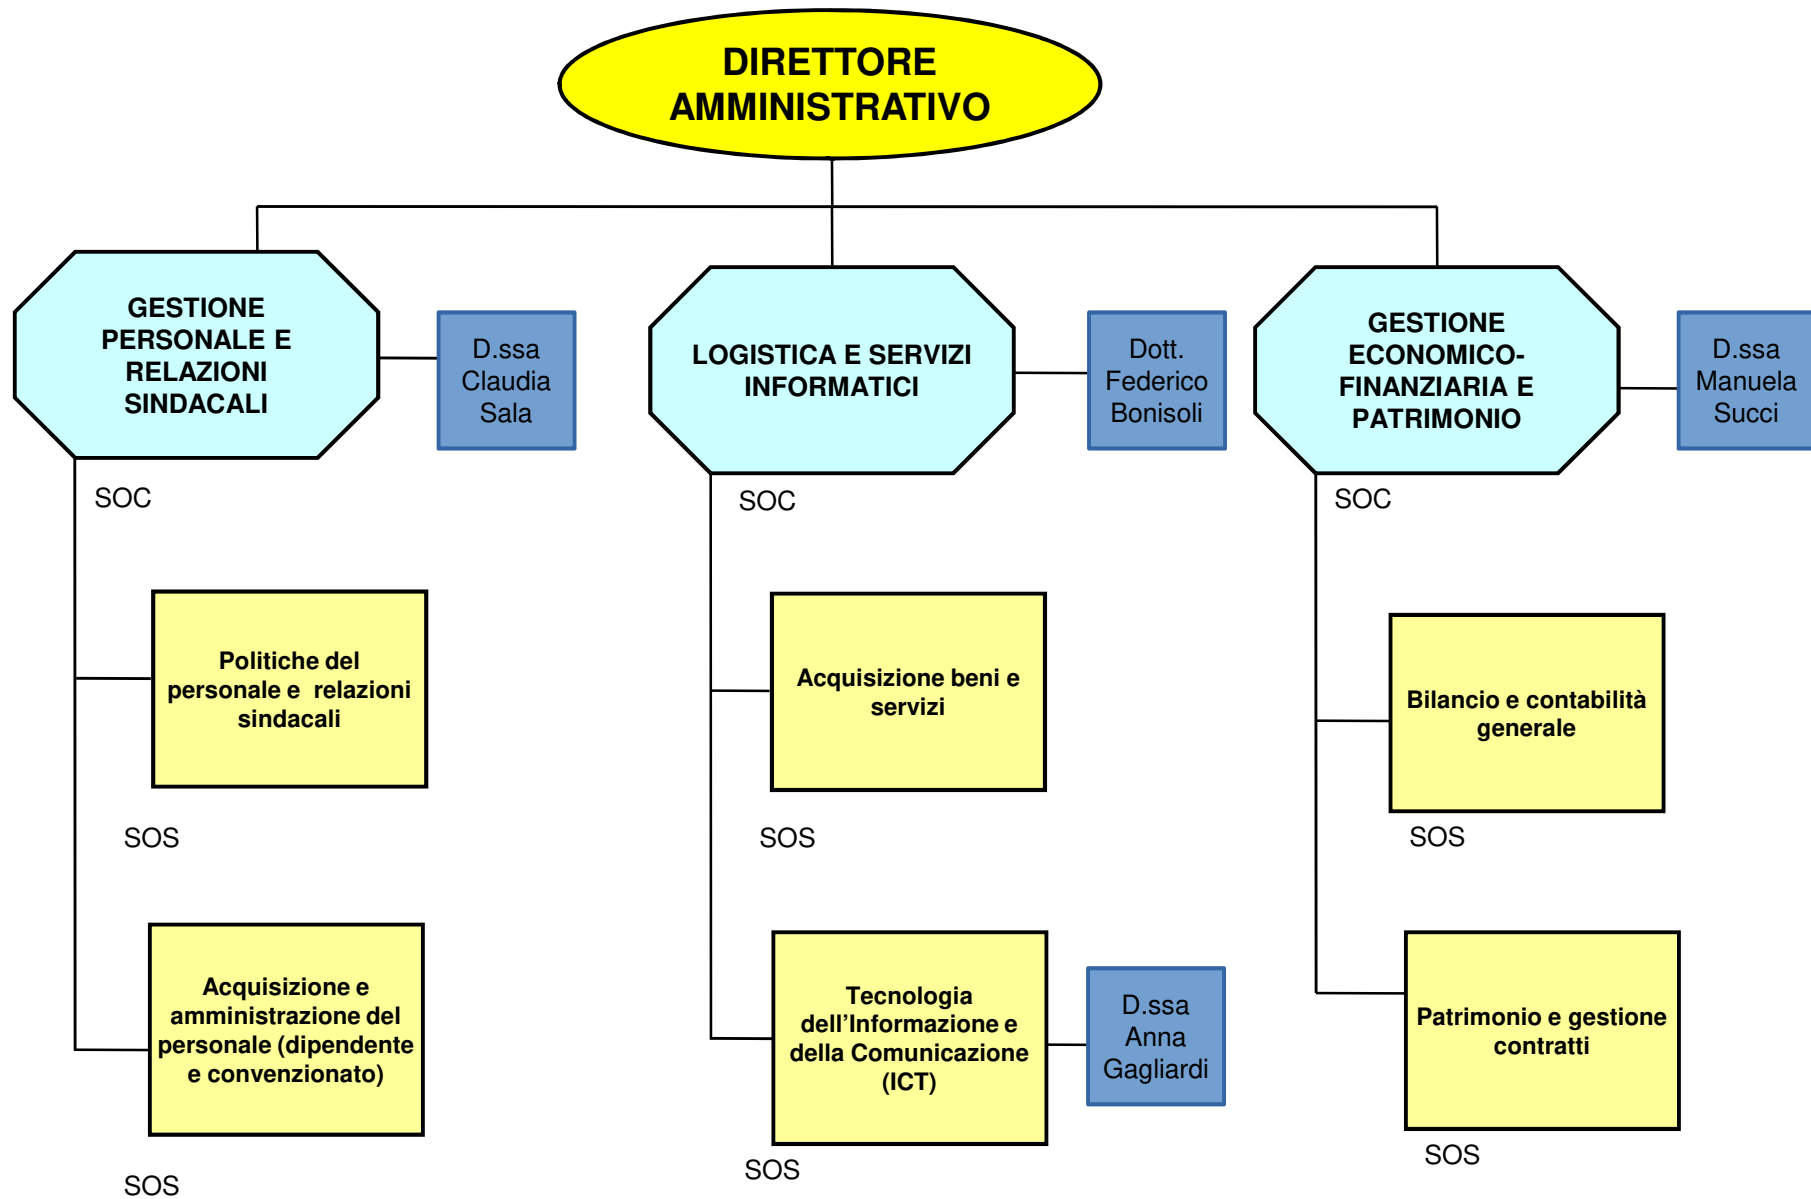 DIRETTORE
AMMINISTRATIVO
GESTIONE
PERSONALE E
RELAZIONI
SINDACALI
D.ssa
Claudia
Sala
SOC
LOGISTICA E SERVIZI
INFORMATICI
Dott.
Federico
Bonisoli
SOC
GESTIONE
ECONOMICO-
FINANZIARIA E
PATRIMONIO
D.ssa
Manuela
Succi
SOC
Politiche del
personale e relazioni
sindacali
SOS
Acquisizione beni e
servizi
SOS
Bilancio e contabilità
generale
SOS
Acquisizione e
amministrazione del
personale (dipendente
e convenzionato)
SOS
Tecnologia
dell’Informazione e
della Comunicazione
(ICT)
D.ssa
Anna
Gagliardi
SOS
Patrimonio e gestione
contratti
SOS